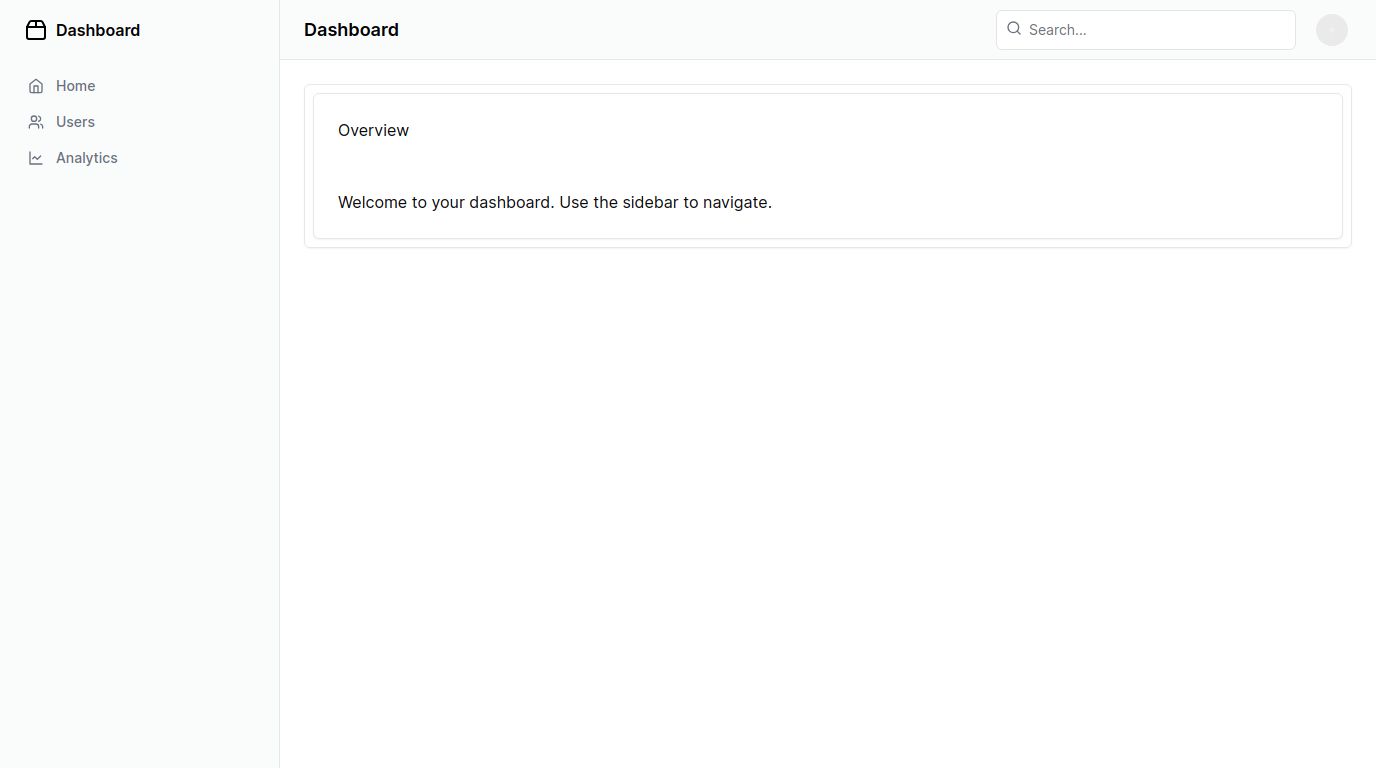 Dashboard
Home
Users
Analytics
Dashboard
Search...
Overview
Welcome to your dashboard. Use the sidebar to navigate.